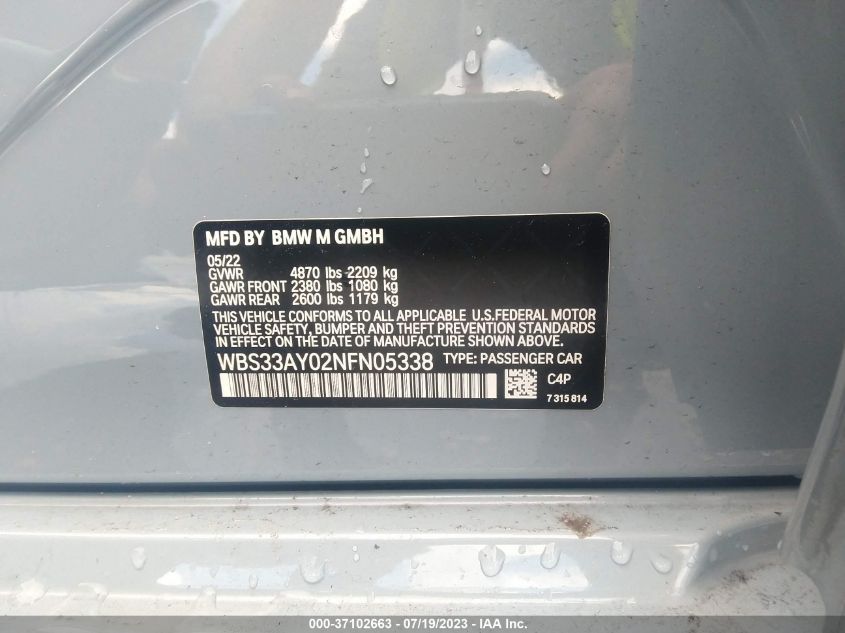 MFD BY BMW M GMBH
05/22
GVWR 4870 lbs 2209 kg
GAWR FRONT 2380 lbs 1080 kg
GAWR REAR 2600 lbs 1179 kg
THIS VEHICLE CONFORMS TO ALL APPLICABLE U.S.FEDERAL MOTOR
VEHICLE SAFETY, BUMPER AND THEFT PREVENTION STANDARDS
IN EFFECT ON THE DATE OF MANUFACTURE SHOWN ABOVE.
WBS33AY02NFN05338 TYPE: PASSENGER CAR
C4P
7 315 814
000-37102663 - 07/19/2023 - IAA Inc.